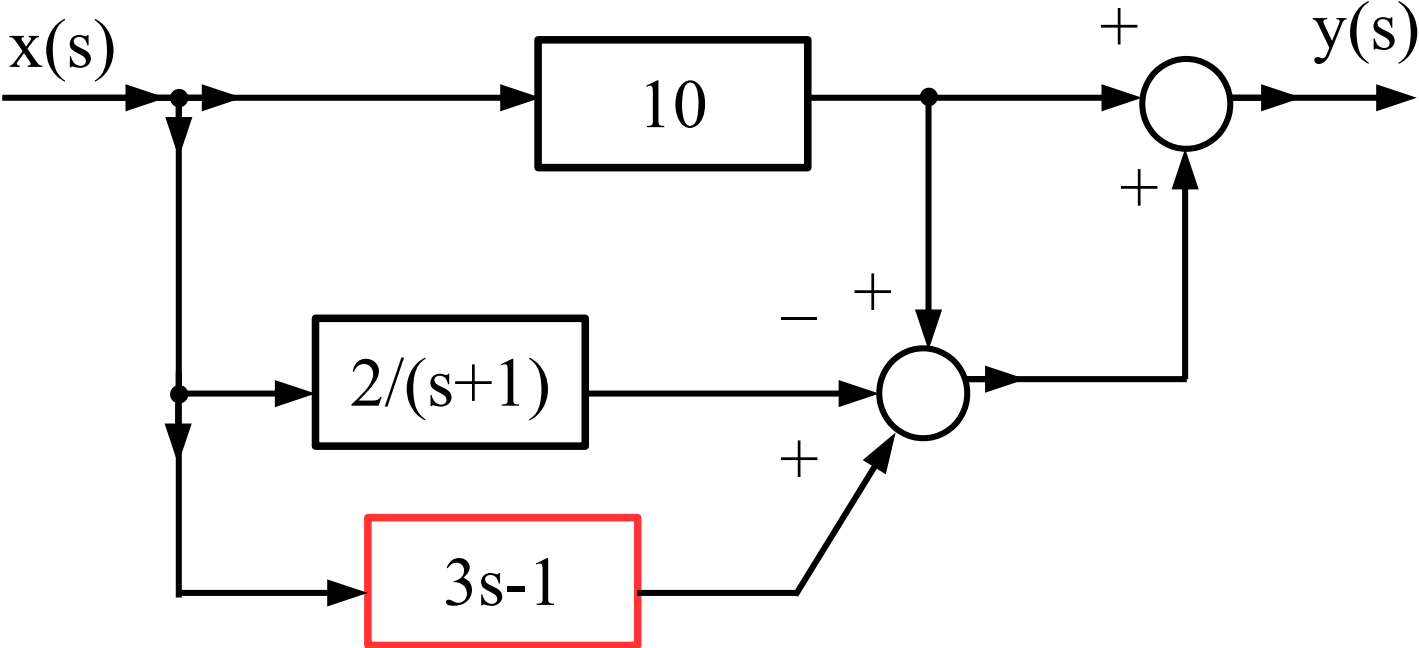 x(s)
+
y(s)
10
+
+
−
2/(s+1)
+
3s-1